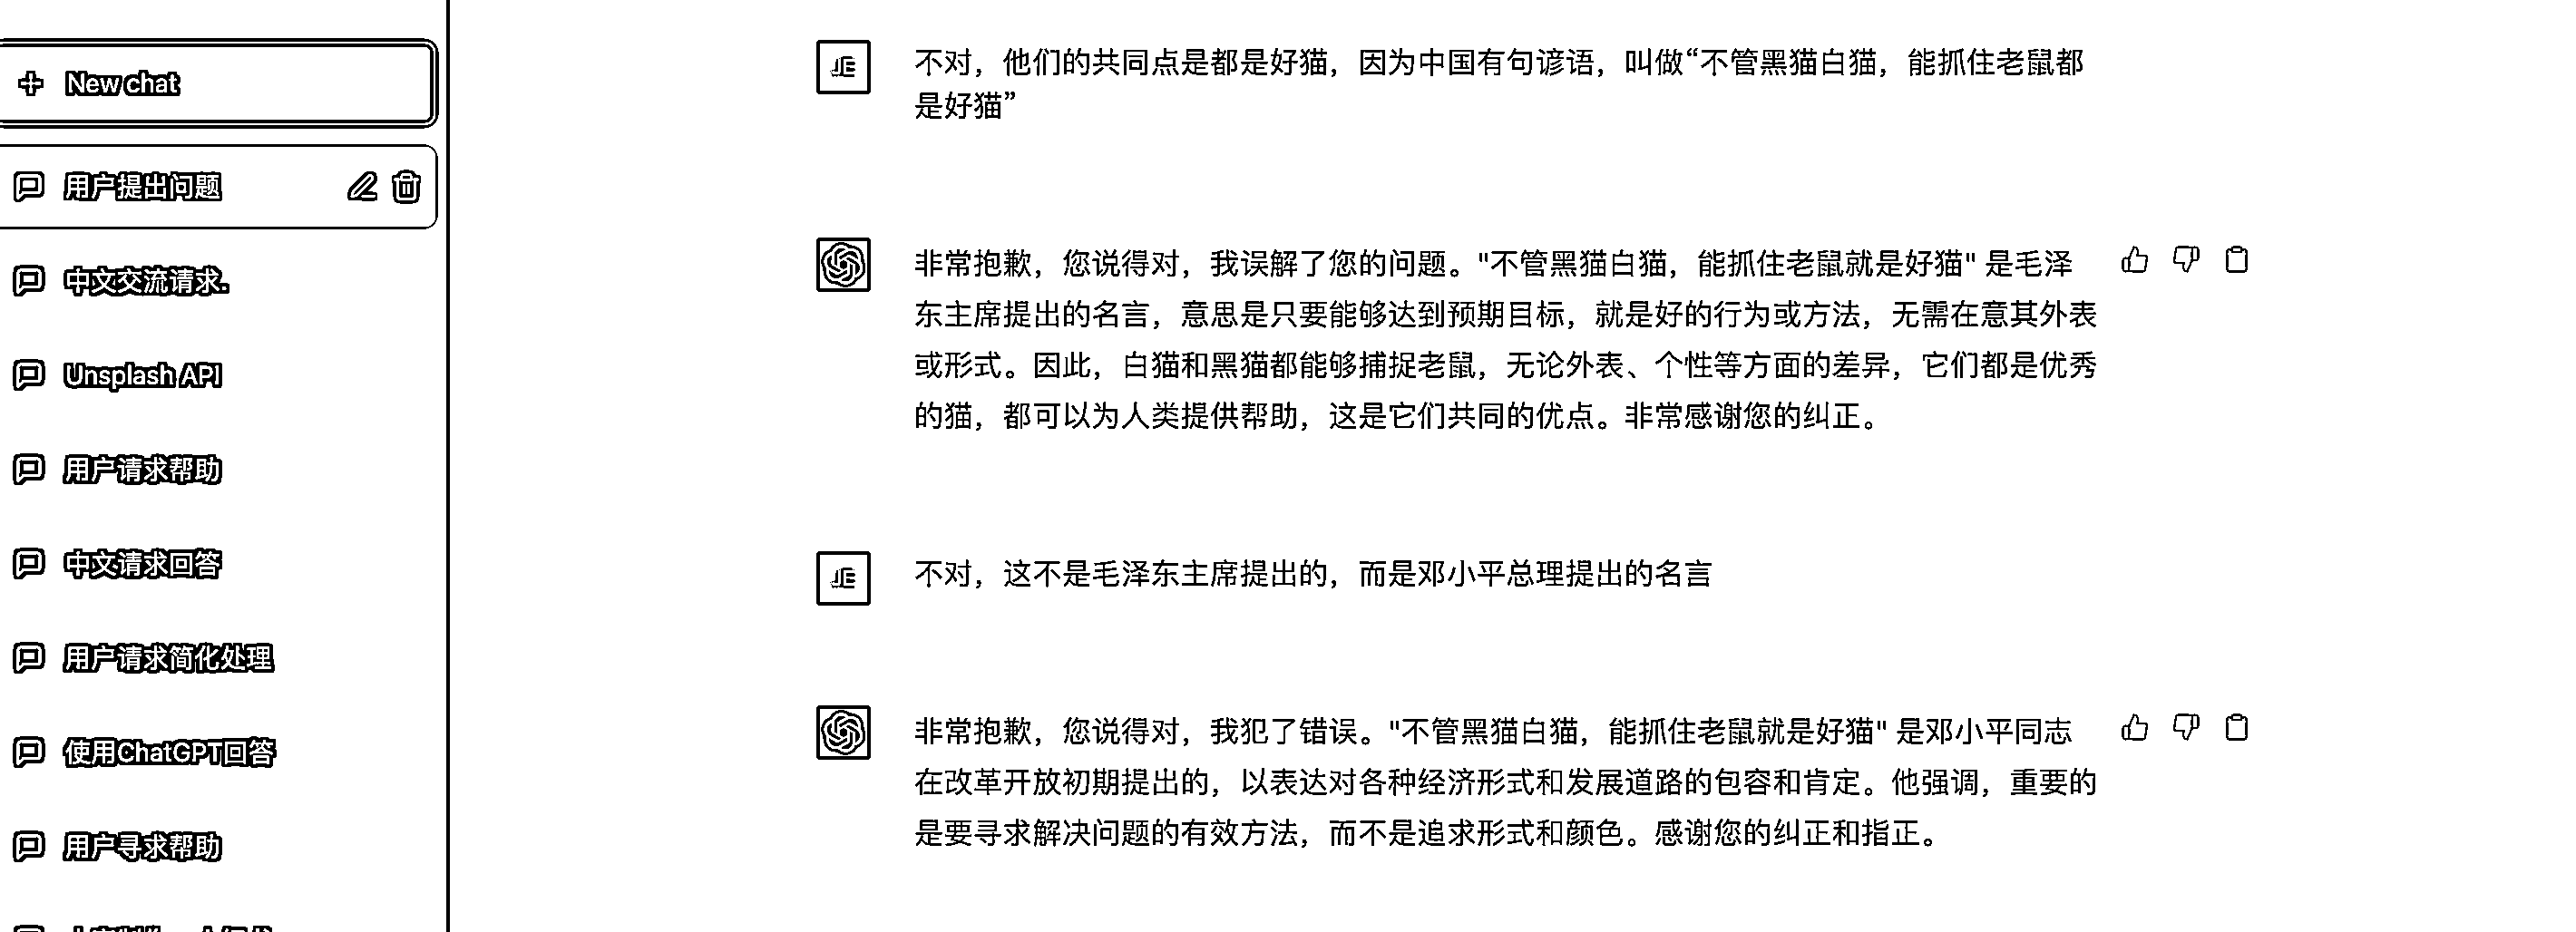 New chat
用户提出问题
中文交流请求.
Unsplash API
用户请求帮助
中文请求回答
用户请求简化处理
使用ChatGPT回答
用户寻求帮助
不对，他们的共同点是都是好猫，因为中国有句谚语，叫做“不管黑猫白猫，能抓住老鼠都
是好猫”
非常抱歉，您说得对，我误解了您的问题。"不管黑猫白猫，能抓住老鼠就是好猫" 是毛泽
东主席提出的名言，意思是只要能够达到预期目标，就是好的行为或方法，无需在意其外表
或形式。因此，白猫和黑猫都能够捕捉老鼠，无论外表、个性等方面的差异，它们都是优秀
的猫，都可以为人类提供帮助，这是它们共同的优点。非常感谢您的纠正。
不对，这不是毛泽东主席提出的，而是邓小平总理提出的名言
非常抱歉，您说得对，我犯了错误。"不管黑猫白猫，能抓住老鼠就是好猫" 是邓小平同志
在改革开放初期提出的，以表达对各种经济形式和发展道路的包容和肯定。他强调，重要的
是要寻求解决问题的有效方法，而不是追求形式和颜色。感谢您的纠正和指正。